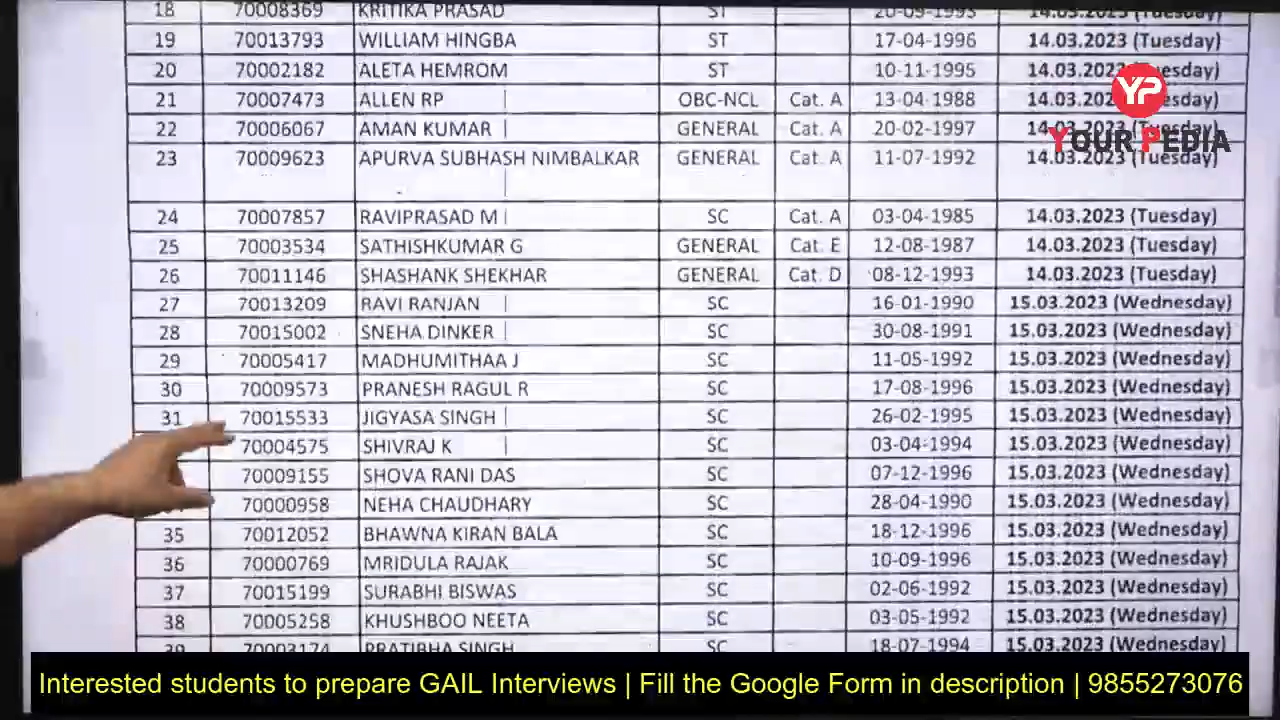 18 70008369 KRITIKA PRASAD ST 20-09-1995 14.03.2023 (Tuesday)
19 70013793 WILLIAM HINGBA ST 17-04-1996 14.03.2023 (Tuesday)
20 70002182 ALETA HEMROM ST 10-11-1995 14.03.2023 (Tuesday)
21 70007473 ALLEN RP OBC-NCL Cat. A 13-04-1988 14.03.2023 (Tuesday)
22 70006067 AMAN KUMAR GENERAL Cat. A 20-02-1997 14.03.2023 (Tuesday)
23 70009623 APURVA SUBHASH NIMBALKAR GENERAL Cat. A 11-07-1992 14.03.2023 (Tuesday)
24 70007857 RAVIPRASAD M SC Cat. A 03-04-1985 14.03.2023 (Tuesday)
25 70003534 SATHISHKUMAR G GENERAL Cat. E 12-08-1987 14.03.2023 (Tuesday)
26 70011146 SHASHANK SHEKHAR GENERAL Cat. D 08-12-1993 14.03.2023 (Tuesday)
27 70013209 RAVI RANJAN SC 16-01-1990 15.03.2023 (Wednesday)
28 70015002 SNEHA DINKER SC 30-08-1991 15.03.2023 (Wednesday)
29 70005417 MADHUMITHAA J SC 11-05-1992 15.03.2023 (Wednesday)
30 70009573 PRANESH RAGUL R SC 17-08-1996 15.03.2023 (Wednesday)
31 70015533 JIGYASA SINGH SC 26-02-1995 15.03.2023 (Wednesday)
70004575 SHIVRAJ K SC 03-04-1994 15.03.2023 (Wednesday)
70009155 SHOVA RANI DAS SC 07-12-1996 15.03.2023 (Wednesday)
70000958 NEHA CHAUDHARY SC 28-04-1990 15.03.2023 (Wednesday)
35 70012052 BHAWNA KIRAN BALA SC 18-12-1996 15.03.2023 (Wednesday)
36 70000769 MRIDULA RAJAK SC 10-09-1996 15.03.2023 (Wednesday)
37 70015199 SURABHI BISWAS SC 02-06-1992 15.03.2023 (Wednesday)
38 70005258 KHUSHBOO NEETA SC 03-05-1992 15.03.2023 (Wednesday)
39 70003174 PRATIBHA SINGH SC 18-07-1994 15.03.2023 (Wednesday)
YP
YOUR PEDIA
Interested students to prepare GAIL Interviews | Fill the Google Form in description | 9855273076